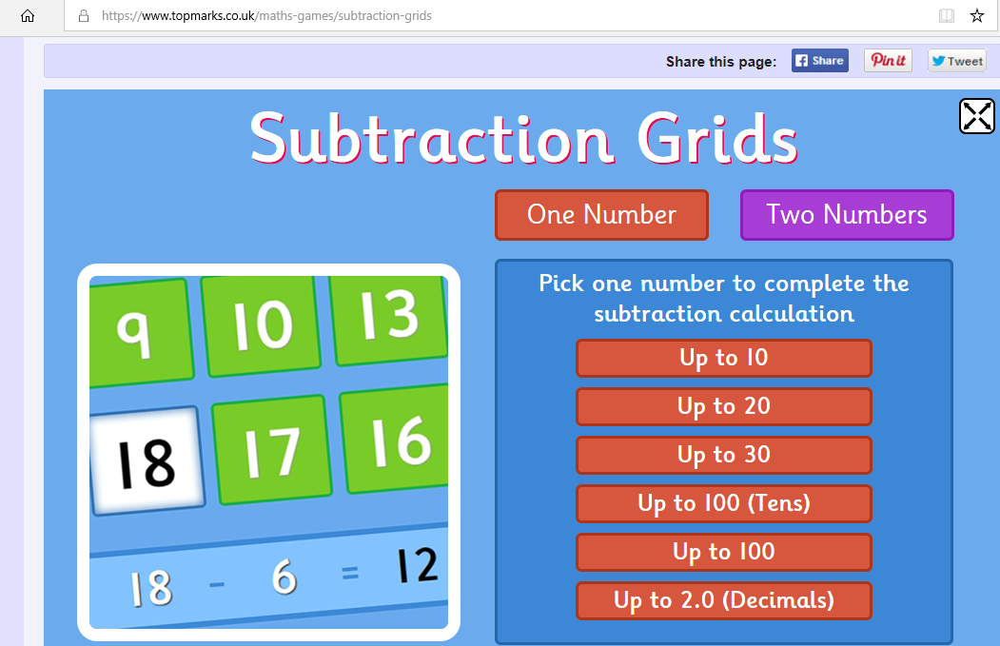 https://www.topmarks.co.uk/maths-games/subtraction-grids
Share this page: Share Pin it Tweet
Subtraction Grids
One Number Two Numbers
Pick one number to complete the
subtraction calculation
Up to 10
Up to 20
Up to 30
Up to 100 (Tens)
Up to 100
Up to 2.0 (Decimals)
9 10 13
18 17 16
18 - 6 = 12